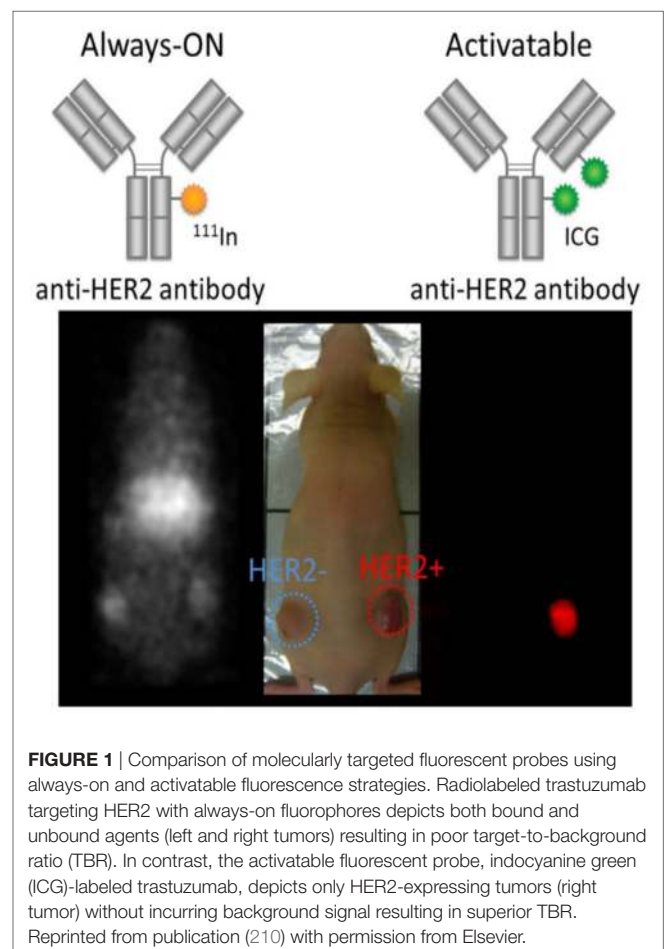 Always-ON
Activatable
¹¹¹In
ICG
anti-HER2 antibody
anti-HER2 antibody
HER2-
HER2+
FIGURE 1 | Comparison of molecularly targeted fluorescent probes using
always-on and activatable fluorescence strategies. Radiolabeled trastuzumab
targeting HER2 with always-on fluorophores depicts both bound and
unbound agents (left and right tumors) resulting in poor target-to-background
ratio (TBR). In contrast, the activatable fluorescent probe, indocyanine green
(ICG)-labeled trastuzumab, depicts only HER2-expressing tumors (right
tumor) without incurring background signal resulting in superior TBR.
Reprinted from publication (210) with permission from Elsevier.